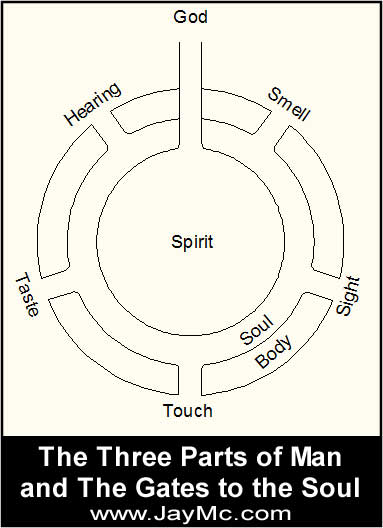 God
Hearing
Smell
Spirit
Taste
Sight
Soul
Body
Touch
The Three Parts of Man
and The Gates to the Soul
www.JayMc.com